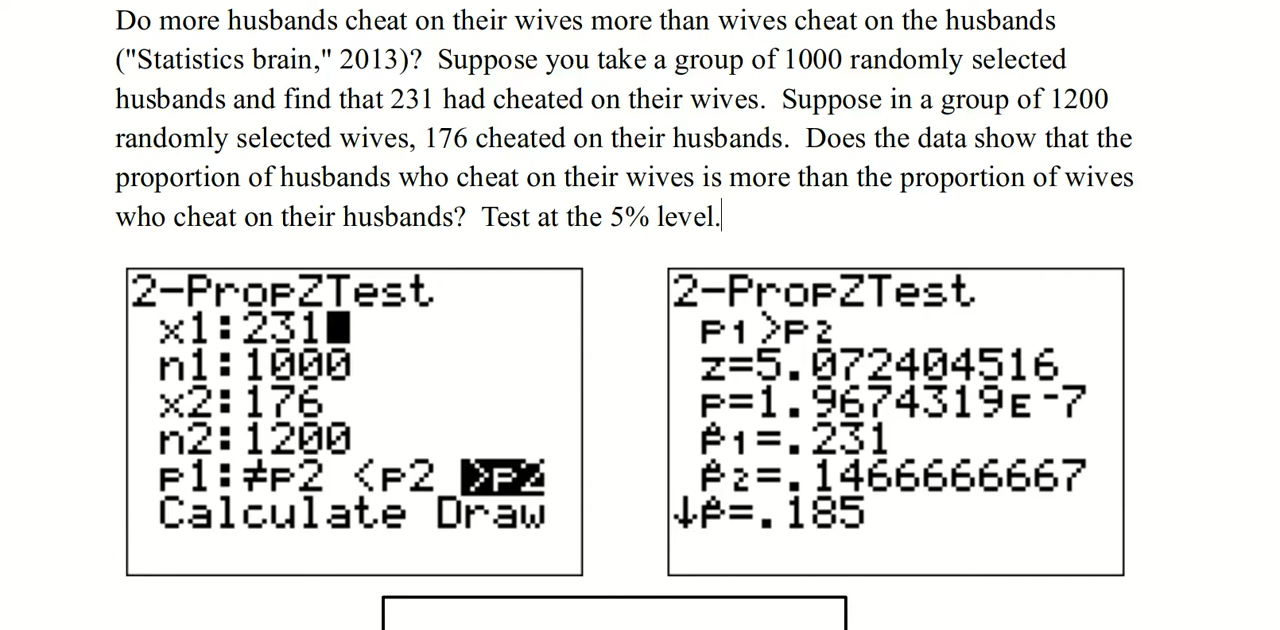 Do more husbands cheat on their wives more than wives cheat on the husbands
("Statistics brain," 2013)?  Suppose you take a group of 1000 randomly selected
husbands and find that 231 had cheated on their wives.  Suppose in a group of 1200
randomly selected wives, 176 cheated on their husbands.  Does the data show that the
proportion of husbands who cheat on their wives is more than the proportion of wives
who cheat on their husbands?  Test at the 5% level.
2-PropZTest
x1:231
n1:1000
x2:176
n2:1200
p1:≠p2 <p2 >p2
Calculate Draw
2-PropZTest
p1>p2
z=5.072404516
p=1.9674319E-7
p̂1=.231
p̂2=.1466666667
↓p̂=.185